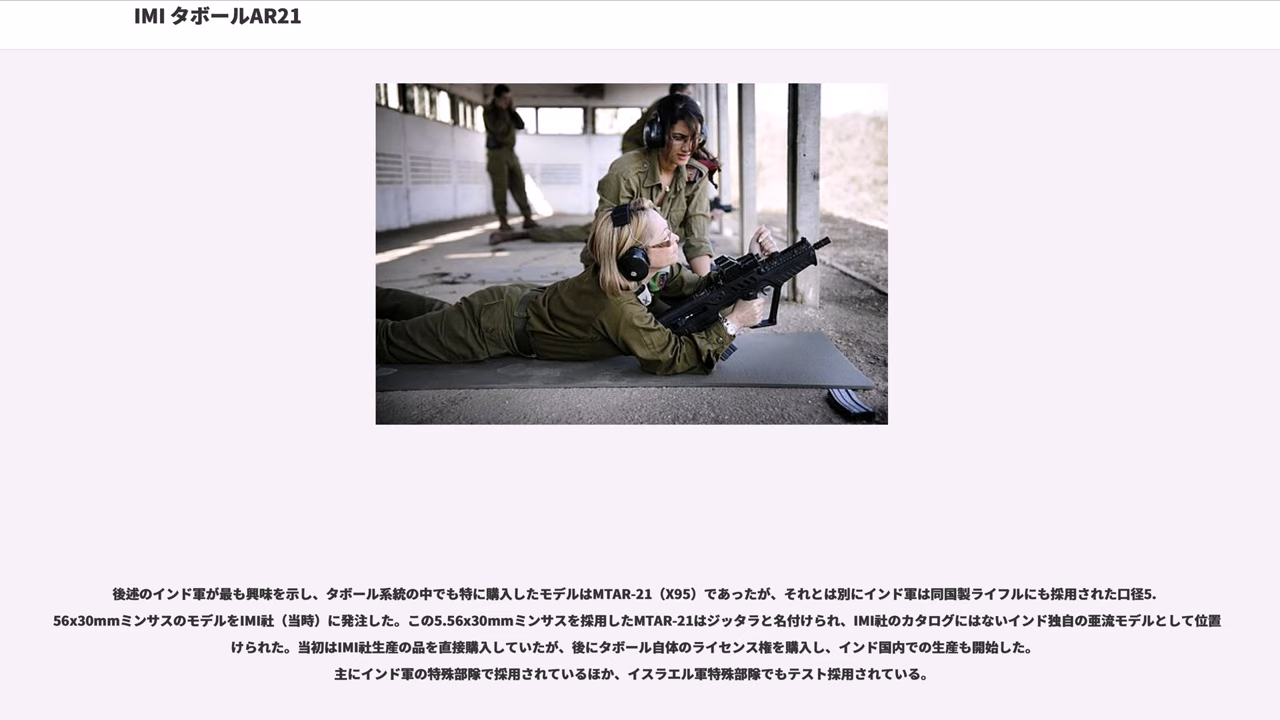 IMI タボールAR21
後述のインド軍が最も興味を示し、タボール系統の中でも特に購入したモデルはMTAR-21（X95）であったが、それとは別にインド軍は同国製ライフルにも採用された口径5.
56x30mmミンサスのモデルをIMI社（当時）に発注した。この5.56x30mmミンサスを採用したMTAR-21はジッタラと名付けられ、IMI社のカタログにはないインド独自の亜流モデルとして位置
けられた。当初はIMI社生産の品を直接購入していたが、後にタボール自体のライセンス権を購入し、インド国内での生産も開始した。
主にインド軍の特殊部隊で採用されているほか、イスラエル軍特殊部隊でもテスト採用されている。